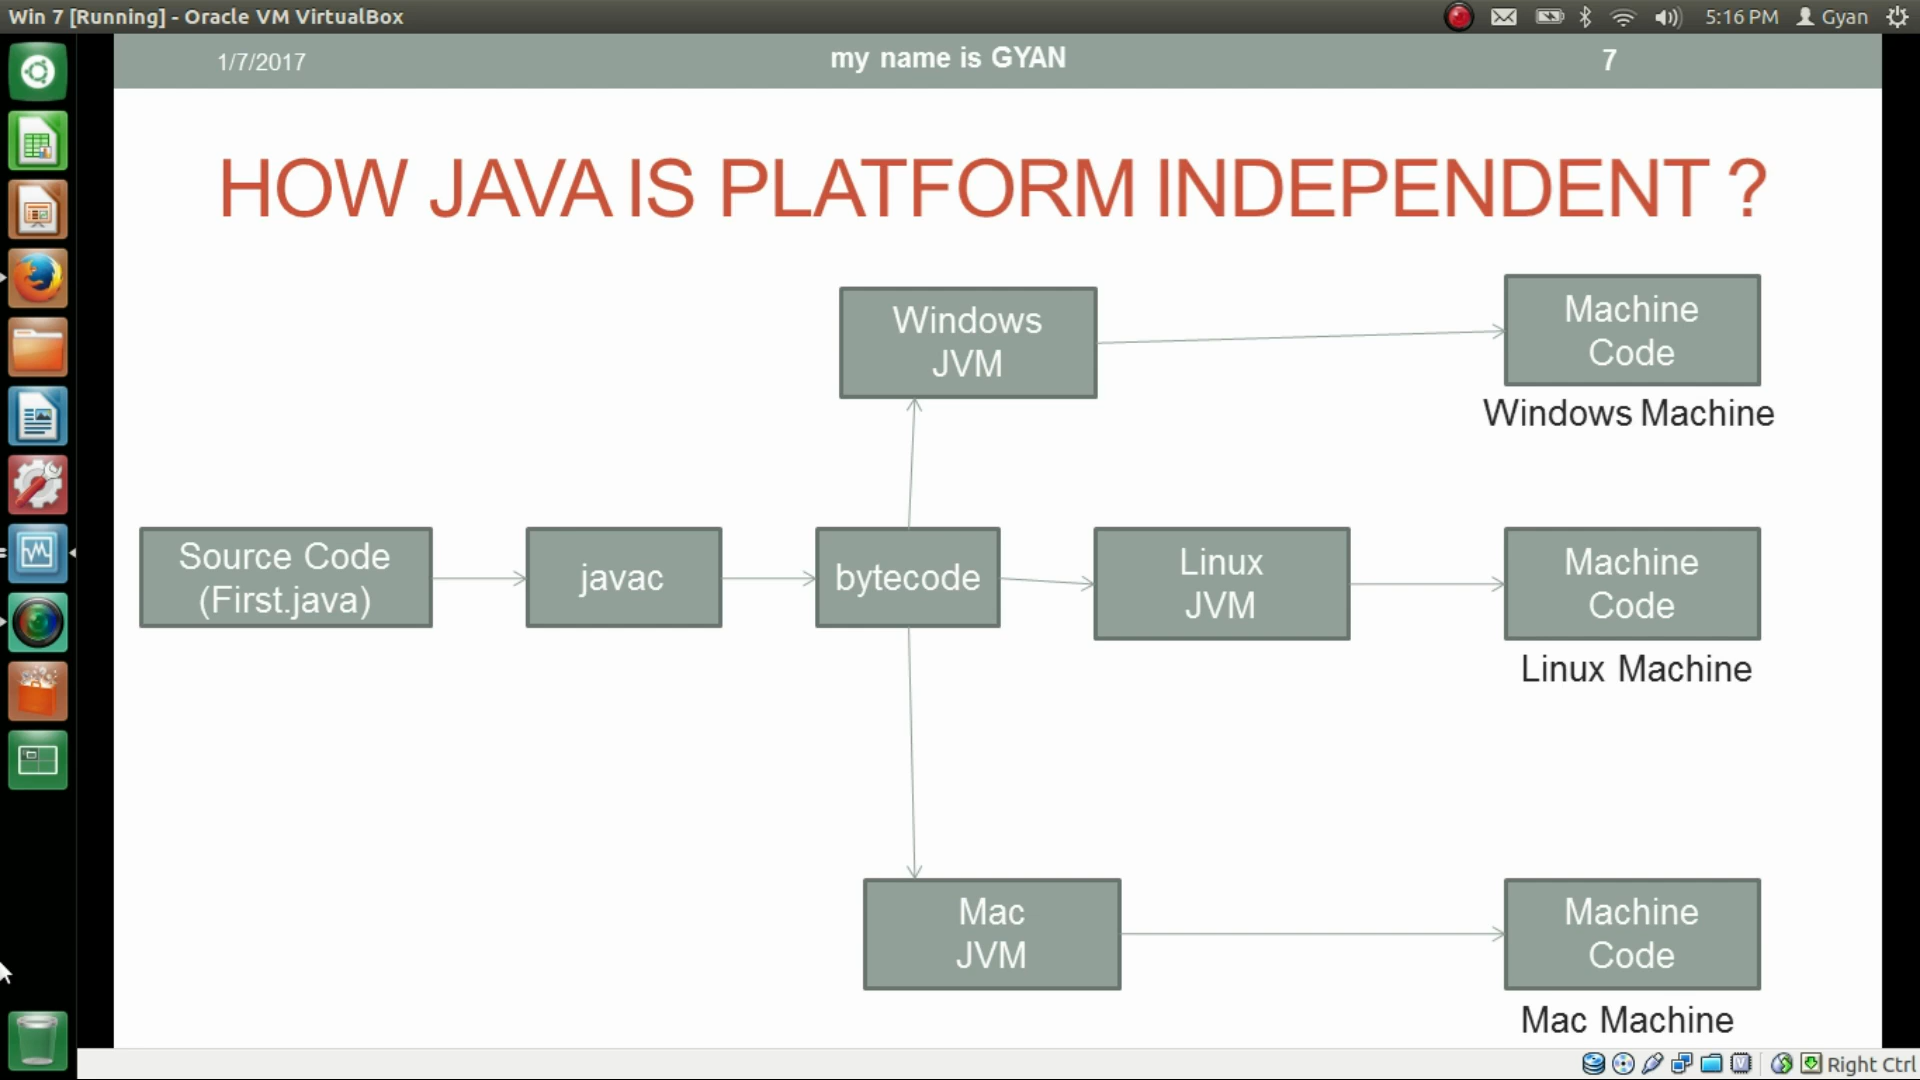 Win 7 [Running] - Oracle VM VirtualBox
5:16 PM
Gyan
1/7/2017
my name is GYAN
7
HOW JAVA IS PLATFORM INDEPENDENT ?
Windows
JVM
Machine
Code
Windows Machine
Source Code
(First.java)
javac
bytecode
Linux
JVM
Machine
Code
Linux Machine
Mac
JVM
Machine
Code
Mac Machine
Right Ctrl